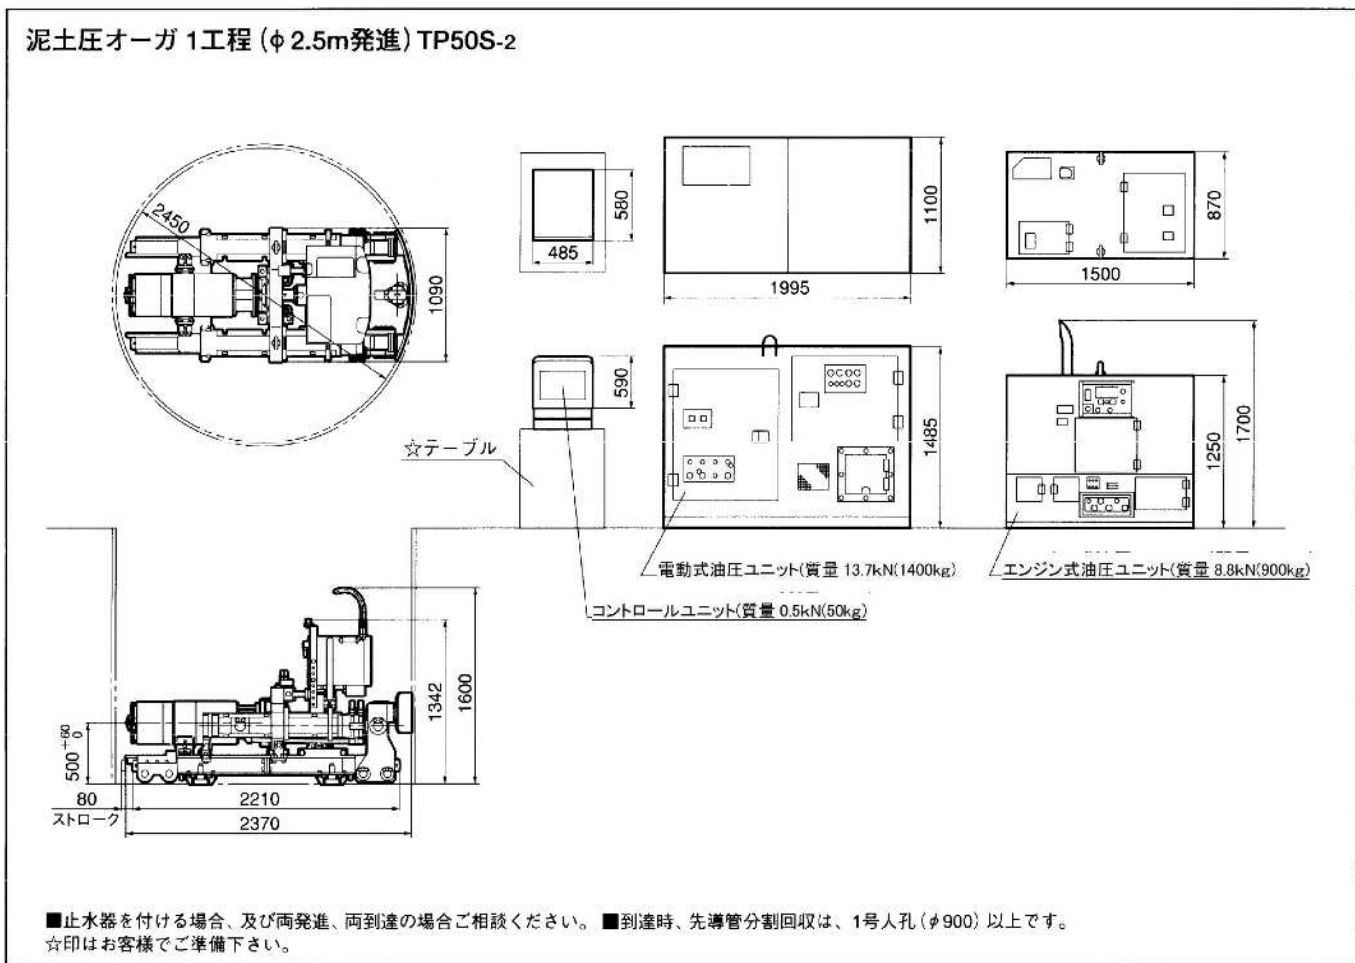 泥土圧オーガ 1工程 (φ2.5m発進) TP50S-2
2450
1090
580
485
1100
1995
870
1500
590
☆テーブル
1485
1250
1700
電動式油圧ユニット(質量 13.7kN(1400kg)
エンジン式油圧ユニット(質量 8.8kN(900kg)
コントロールユニット(質量 0.5kN(50kg)
1342
1600
500 +60 0
80
ストローク
2210
2370
■止水器を付ける場合、及び両発進、両到達の場合ご相談ください。 ■到達時、先導管分割回収は、1号人孔(φ900)以上です。
☆印はお客様でご準備下さい。